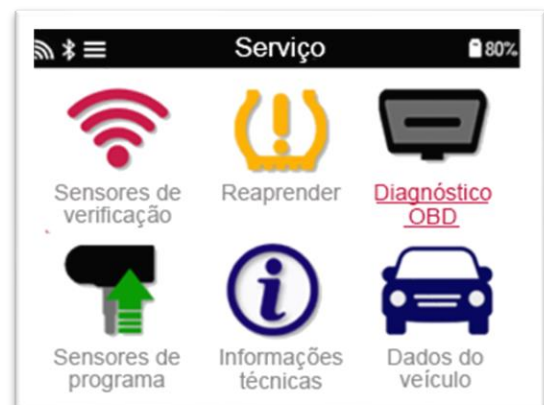 Serviço
80%
Sensores de
verificação
Reaprender
Diagnóstico
OBD
Sensores de
programa
Informações
técnicas
Dados do
veículo